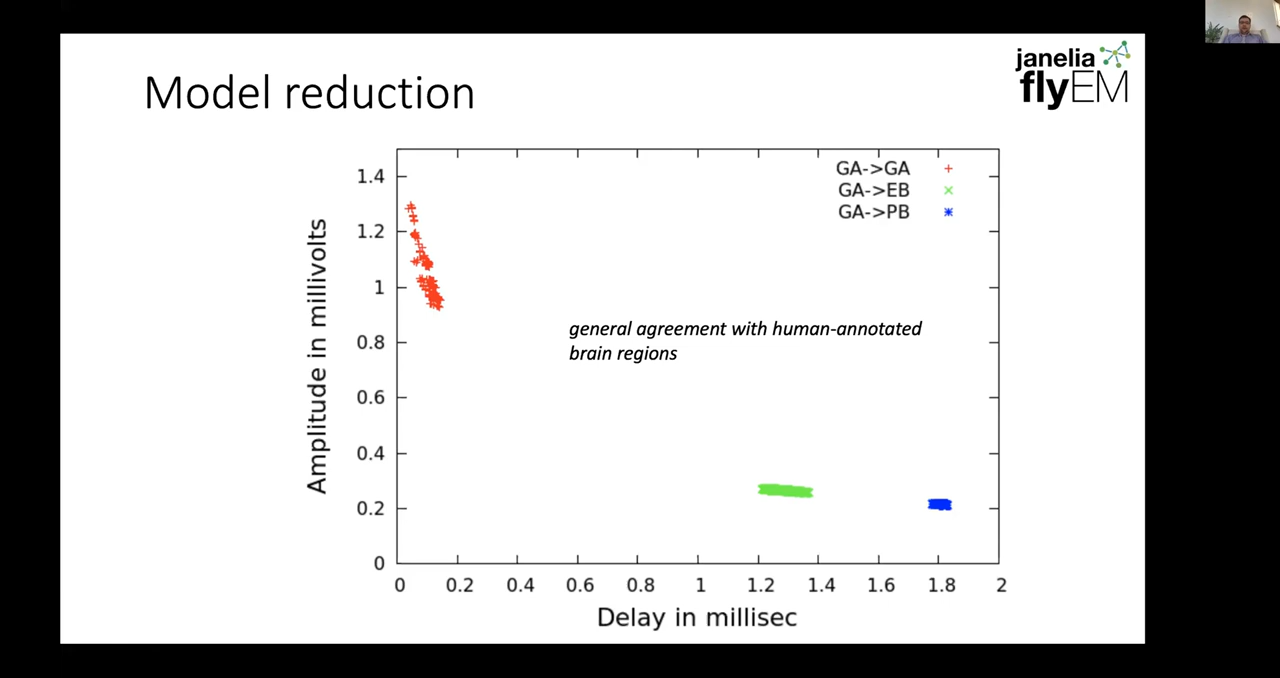 Model reduction
janelia
flyEM
GA->GA
GA->EB
GA->PB
1.4
1.2
1
0.8
0.6
0.4
0.2
0
Amplitude in millivolts
general agreement with human-annotated
brain regions
0 0.2 0.4 0.6 0.8 1 1.2 1.4 1.6 1.8 2
Delay in millisec